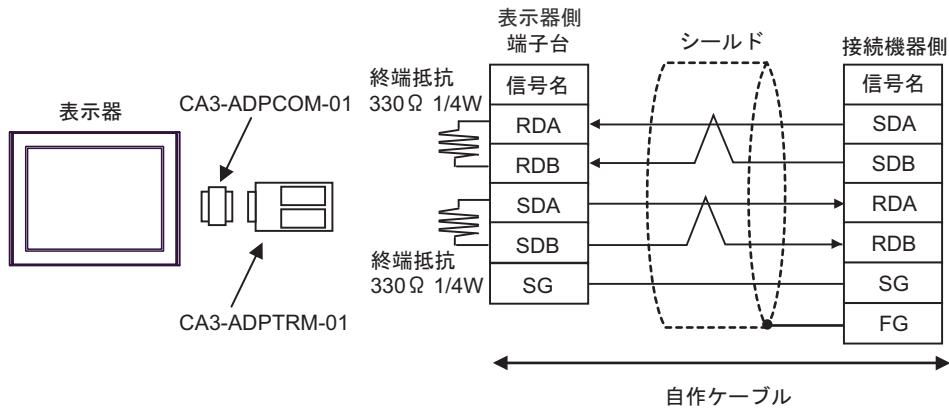 表示器
CA3-ADPCOM-01
CA3-ADPTRM-01
終端抵抗
330Ω 1/4W
終端抵抗
330Ω 1/4W
表示器側
端子台
信号名
RDA
RDB
SDA
SDB
SG
シールド
接続機器側
信号名
SDA
SDB
RDA
RDB
SG
FG
自作ケーブル